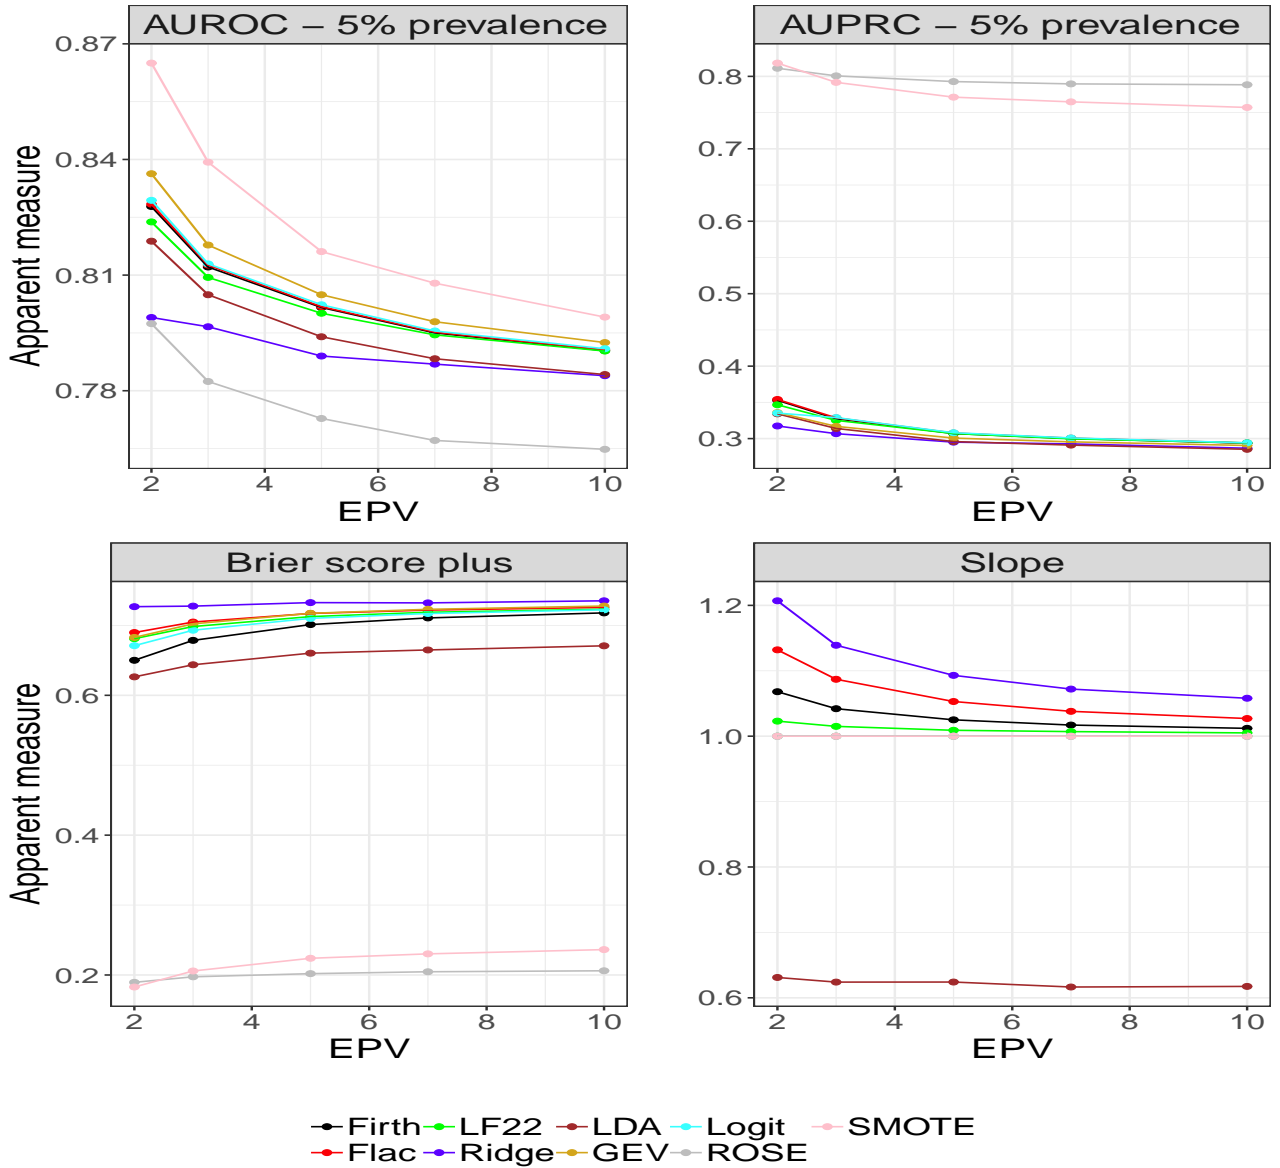 AUROC – 5% prevalence
AUPRC – 5% prevalence
Apparent measure
0.87
0.84
0.81
0.78
0.8
0.7
0.6
0.5
0.4
0.3
2 4 6 8 10
2 4 6 8 10
EPV
EPV
Brier score plus
Slope
Apparent measure
0.6
0.4
0.2
1.2
1.0
0.8
0.6
2 4 6 8 10
2 4 6 8 10
EPV
EPV
Firth LF22 LDA Logit SMOTE
Flac Ridge GEV ROSE